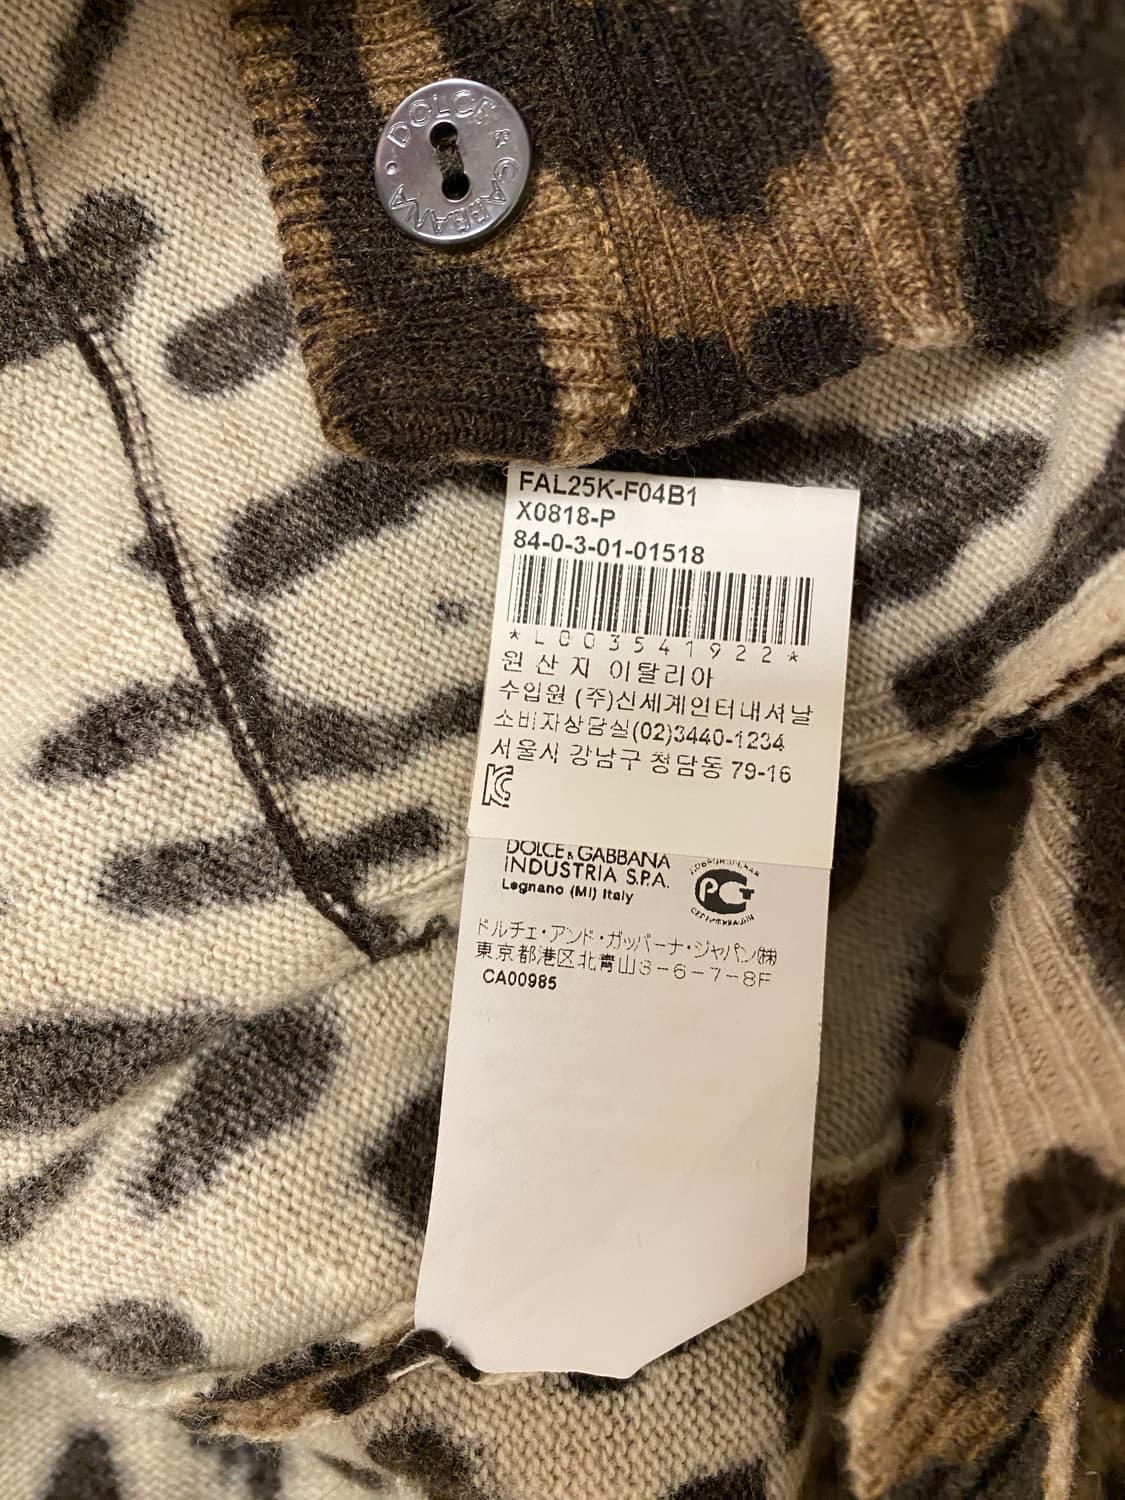 DOLCE & GABBANA
FAL25K-F04B1
X0818-P
84-0-3-01-01518
*L003541922*
원산지 이탈리아
수입원 (주)신세계인터내셔날
소비자상담실(02)3440-1234
서울시 강남구 청담동 79-16
DOLCE & GABBANA
INDUSTRIA S.P.A.
Legnano (MI) Italy
РСТ
ドルチェ・アンド・ガッバーナ・ジャパン㈱
東京都港区北青山3-6-7-8F
CA00985